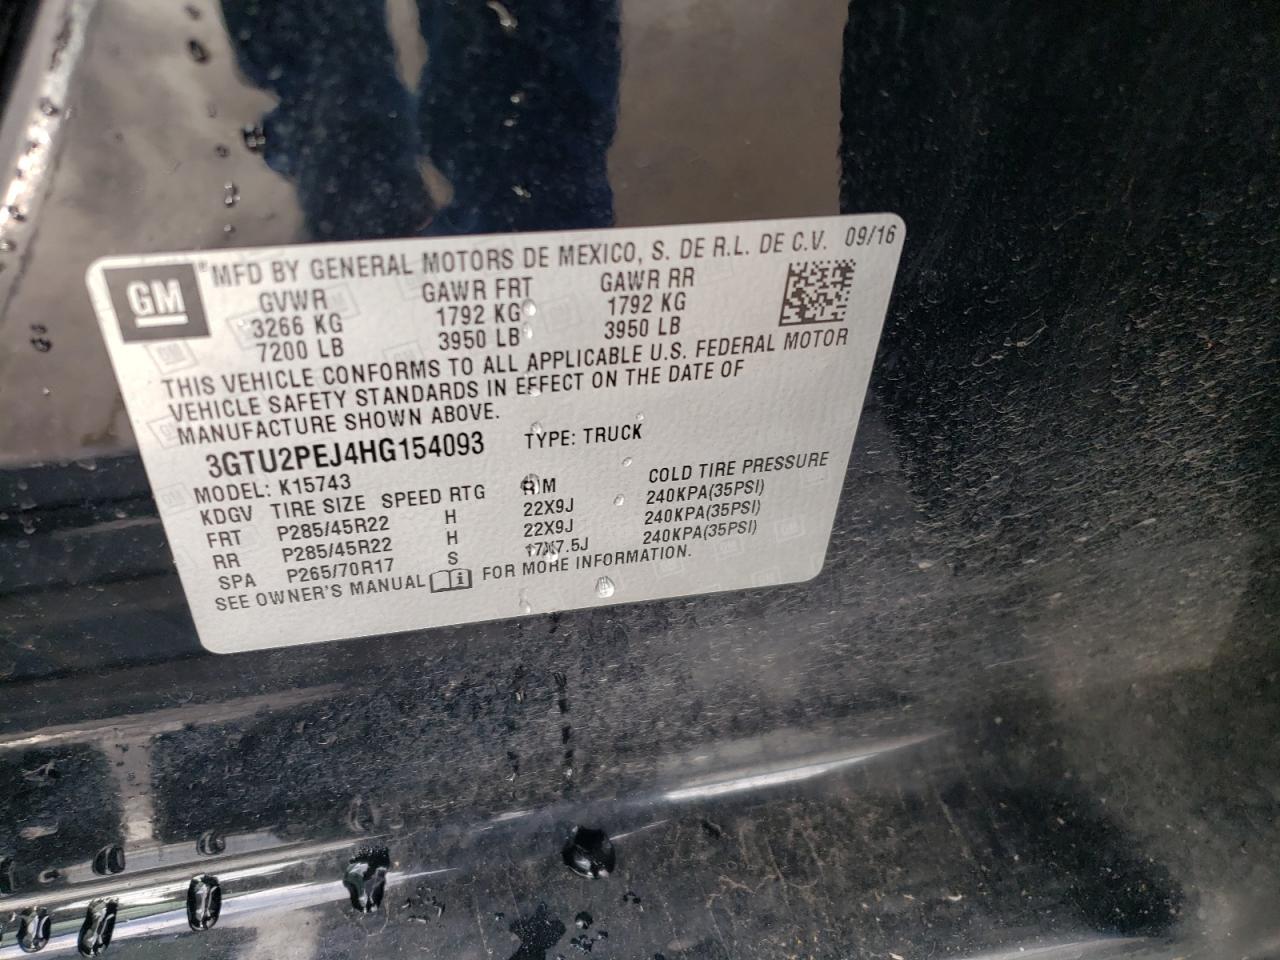 GM
MFD BY GENERAL MOTORS DE MEXICO, S. DE R.L. DE C.V. 09/16
GVWR GAWR FRT GAWR RR
3266 KG 1792 KG 1792 KG
7200 LB 3950 LB 3950 LB
THIS VEHICLE CONFORMS TO ALL APPLICABLE U.S. FEDERAL MOTOR
VEHICLE SAFETY STANDARDS IN EFFECT ON THE DATE OF
MANUFACTURE SHOWN ABOVE.
3GTU2PEJ4HG154093 TYPE: TRUCK
MODEL: K15743
KDGV TIRE SIZE SPEED RTG RIM COLD TIRE PRESSURE
FRT P285/45R22 H 22X9J 240KPA(35PSI)
RR P285/45R22 H 22X9J 240KPA(35PSI)
SPA P265/70R17 S 17X7.5J 240KPA(35PSI)
SEE OWNER'S MANUAL FOR MORE INFORMATION.